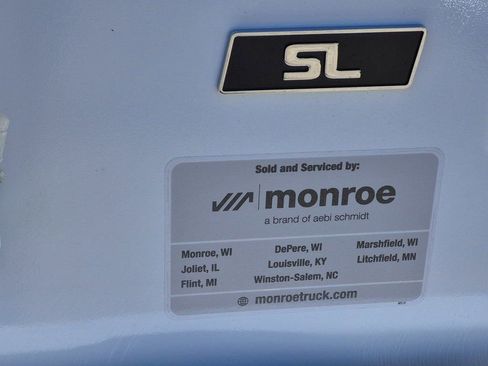 SL
Sold and Serviced by:
monroe
a brand of aebi schmidt
Monroe, WI DePere, WI Marshfield, WI
Joliet, IL Louisville, KY Litchfield, MN
Flint, MI Winston-Salem, NC
monroetruck.com